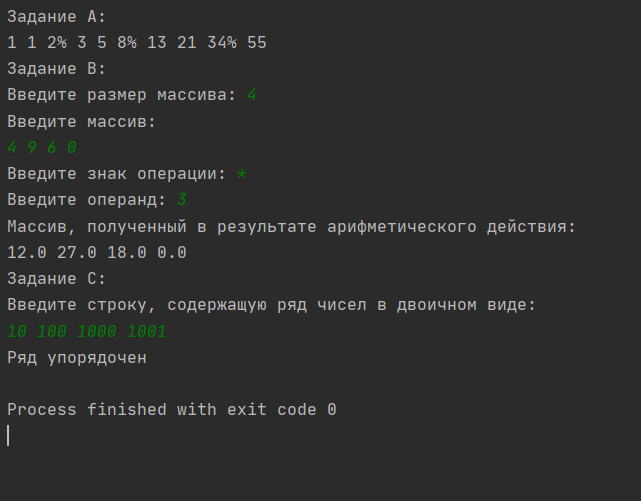 Задание A:
1 1 2% 3 5 8% 13 21 34% 55
Задание B:
Введите размер массива: 4
Введите массив:
4 9 6 0
Введите знак операции: *
Введите операнд: 3
Массив, полученный в результате арифметического действия:
12.0 27.0 18.0 0.0
Задание C:
Введите строку, содержащую ряд чисел в двоичном виде:
10 100 1000 1001
Ряд упорядочен
Process finished with exit code 0